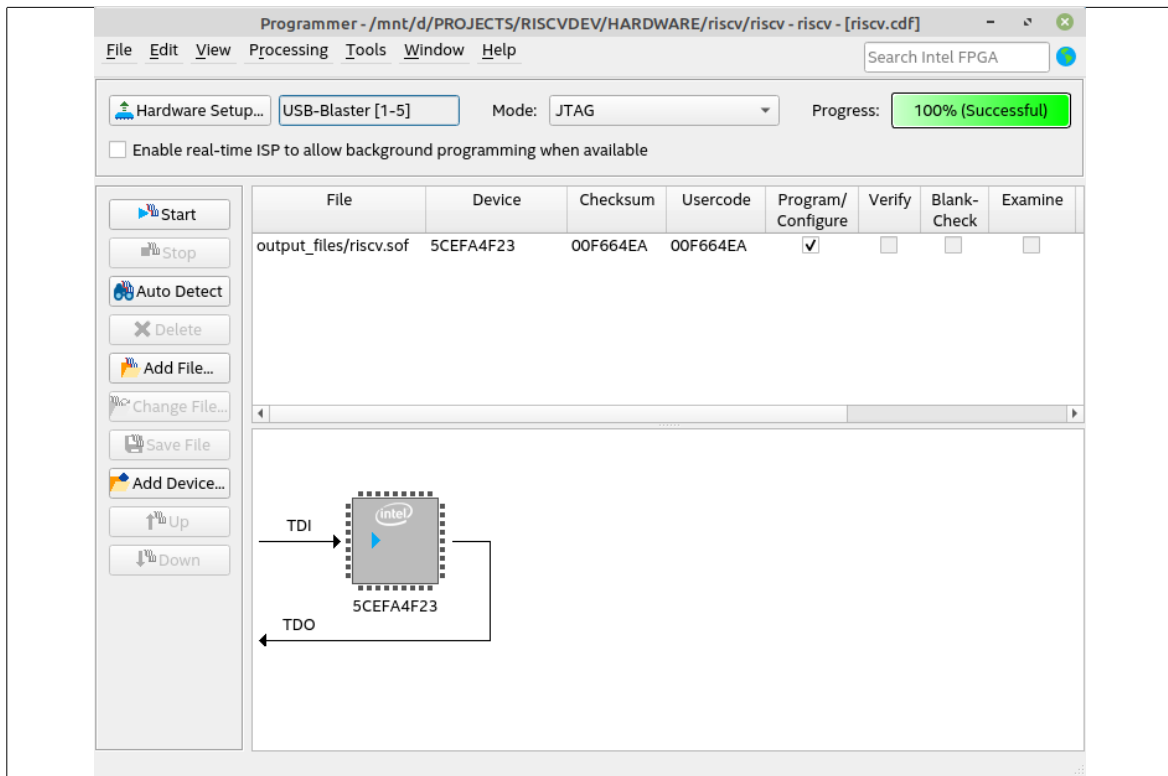 Programmer - /mnt/d/PROJECTS/RISCVDEV/HARDWARE/riscv/riscv - riscv - [riscv.cdf]
File Edit View Processing Tools Window Help
Search Intel FPGA
Hardware Setup... USB-Blaster [1-5] Mode: JTAG Progress: 100% (Successful)
Enable real-time ISP to allow background programming when available
Start
Stop
Auto Detect
Delete
Add File...
Change File...
Save File
Add Device...
Up
Down
File Device Checksum Usercode Program/ Verify Blank- Examine
Configure Check
output_files/riscv.sof 5CEFA4F23 00F664EA 00F664EA
intel
TDI
5CEFA4F23
TDO